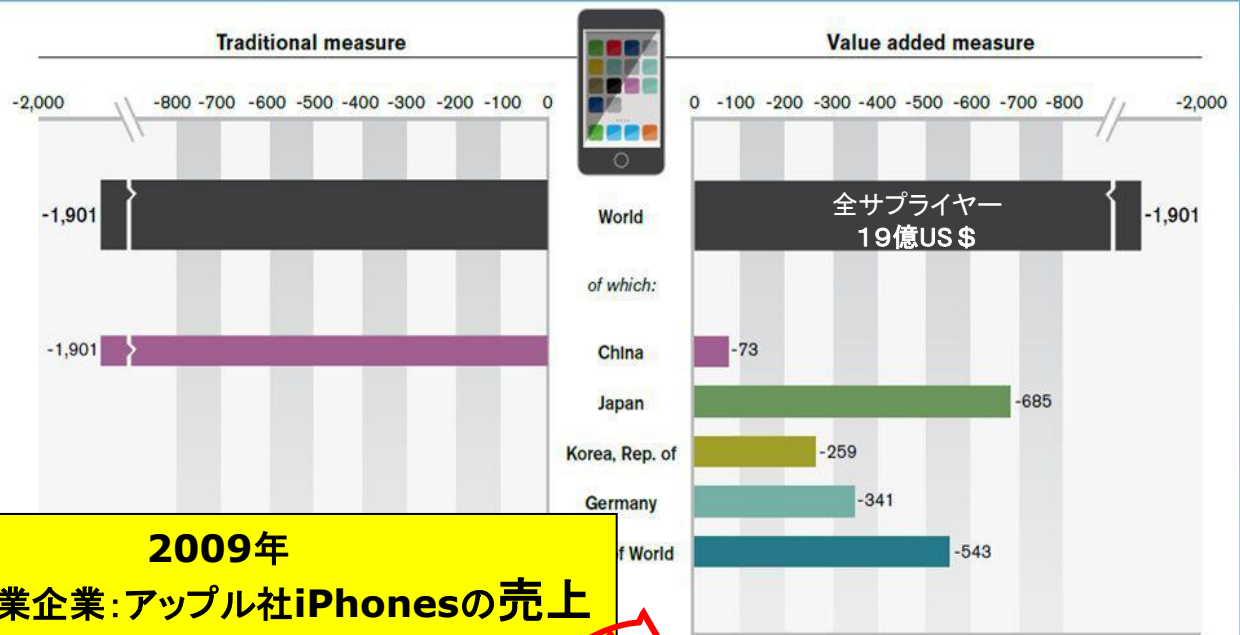 Traditional measure
Value added measure
-2,000 -800 -700 -600 -500 -400 -300 -200 -100 0
0 -100 -200 -300 -400 -500 -600 -700 -800 -2,000
-1,901
World
全サプライヤー
19億US$
-1,901
of which:
-1,901
China
-73
Japan
-685
Korea, Rep. of
-259
Germany
-341
f World
-543
2009年
業企業:アップル社iPhonesの売上